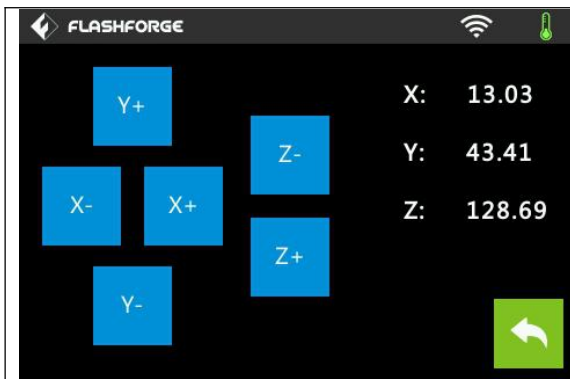 FLASHFORGE
Y+
X: 13.03
Z-
Y: 43.41
X-
X+
Z: 128.69
Z+
Y-